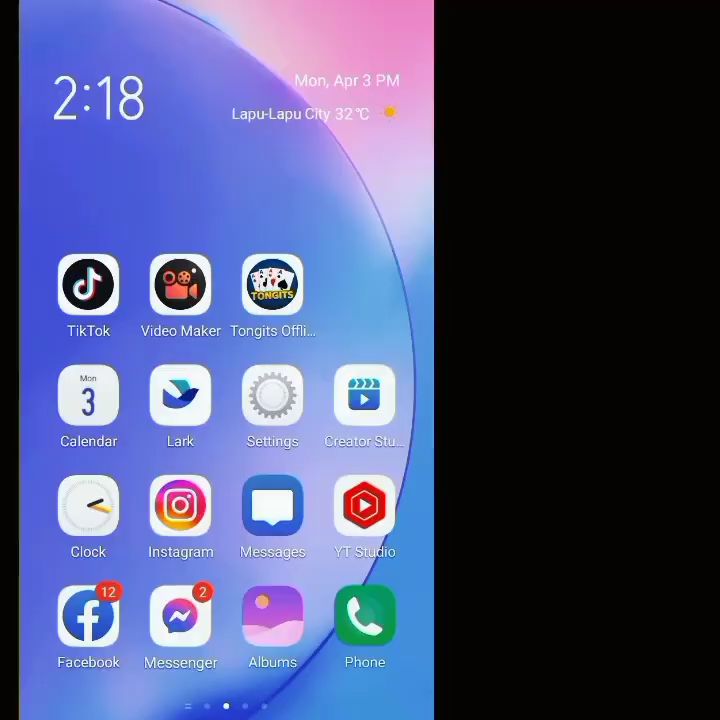 2:18
Mon, Apr 3 PM
Lapu-Lapu City 32℃
TONGITS
TikTok
Video Maker
Tongits Offli...
Mon
3
Calendar
Lark
Settings
Creator Stu...
Clock
Instagram
Messages
YT Studio
12
2
Facebook
Messenger
Albums
Phone